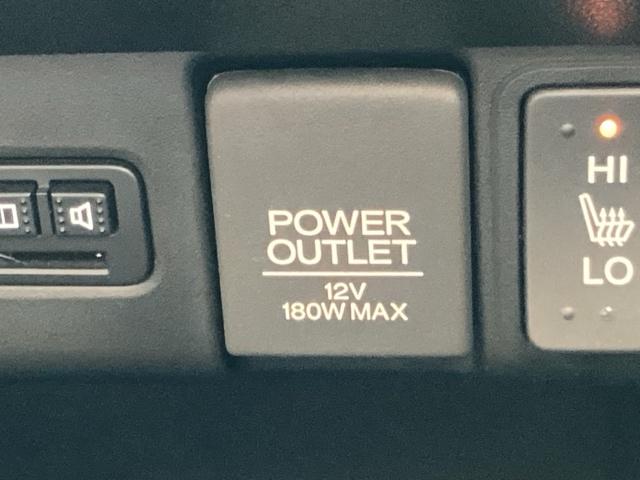 POWER
OUTLET
12V
180W MAX
HI
LO